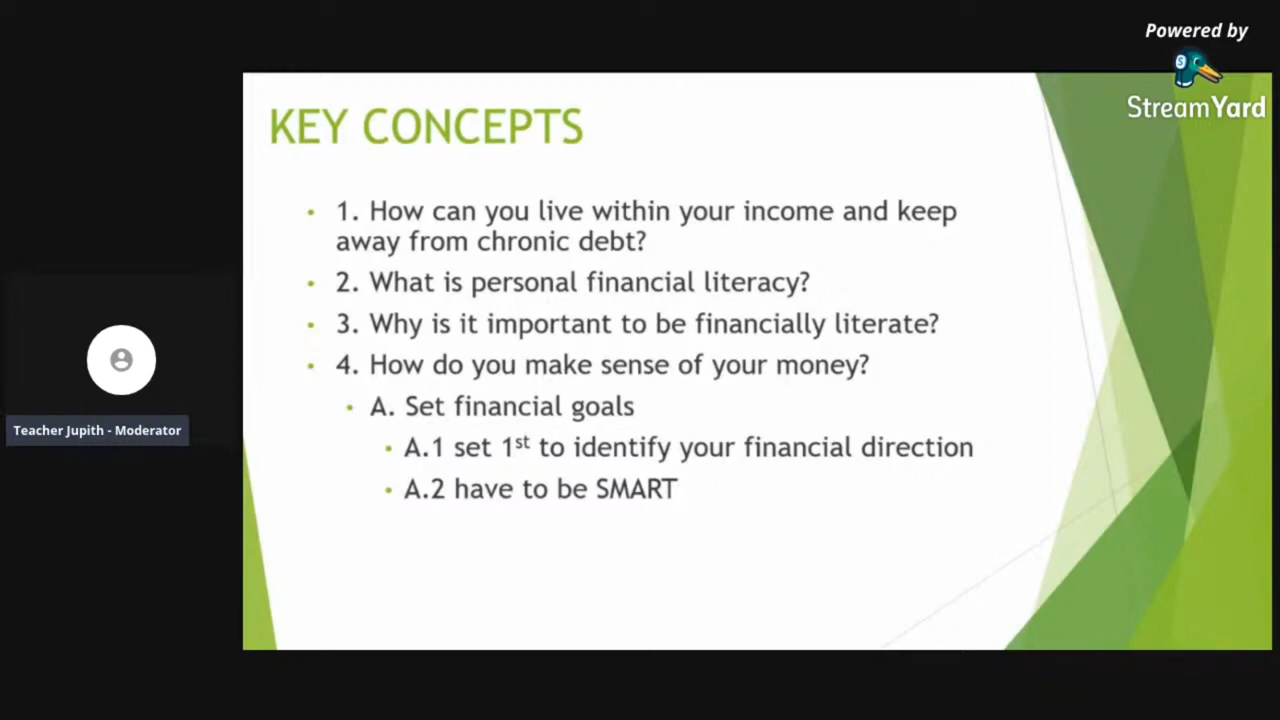 Powered by
StreamYard
KEY CONCEPTS
• 1. How can you live within your income and keep
away from chronic debt?
• 2. What is personal financial literacy?
• 3. Why is it important to be financially literate?
• 4. How do you make sense of your money?
• A. Set financial goals
• A.1 set 1st to identify your financial direction
• A.2 have to be SMART
Teacher Jupith - Moderator